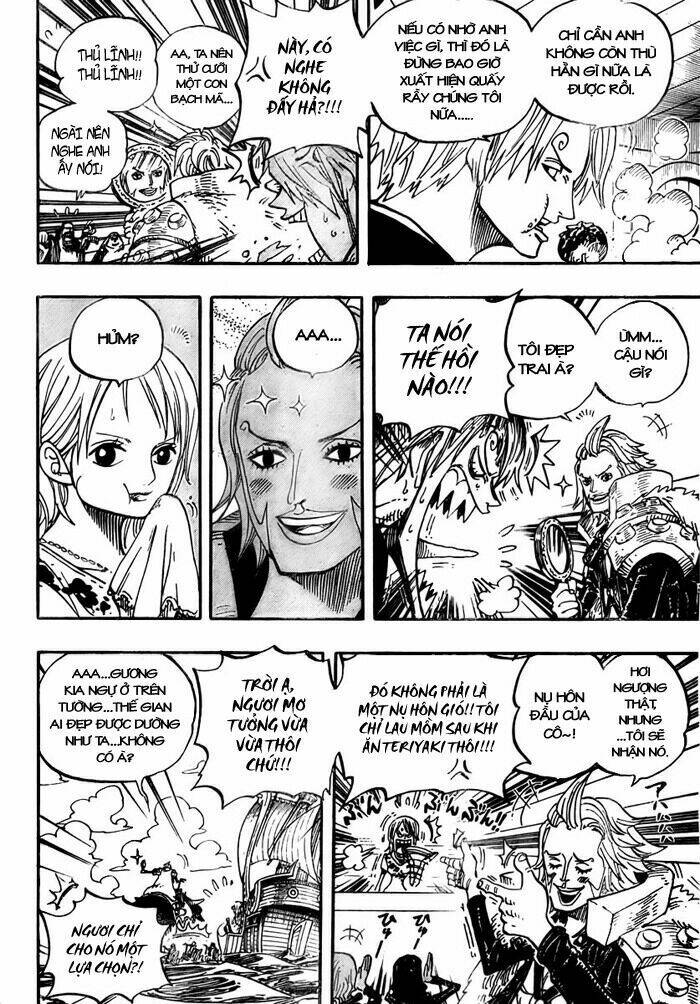 CHỈ CẦN ANH
KHÔNG CÒN THÙ
HẰN GÌ NỮA LÀ
ĐƯỢC RỒI.
NẾU CÓ NHỜ ANH
VIỆC GÌ, THÌ ĐÓ LÀ
ĐỪNG BAO GIỜ
XUẤT HIỆN QUẤY
RẦY CHÚNG TÔI
NỮA.....
NÀY, CÓ
NGHE
KHÔNG
ĐẤY HẢ?!!!
AA, TA NÊN
THỬ CƯỠI
MỘT CON
BẠCH MÃ...
THỦ LĨNH!!
THỦ LĨNH!!
NGÀI NÊN
NGHE ANH
ẤY NÓI!
ỪMM...
CẬU NÓI
GÌ?
TÔI ĐẸP
TRAI À?
TA NÓI
THẾ HỒI
NÀO!!!
AAA...
HỬM?
HƠI
NGƯỢNG
THẬT,
NHƯNG
...TÔI SẼ
NHẬN NÓ.
NỤ HÔN
ĐẦU CỦA
CÔ~!
ĐÓ KHÔNG PHẢI LÀ
MỘT NỤ HÔN GIÓ!! TÔI
CHỈ LAU MỒM SAU KHI
ĂN TERIYAKI THÔI!!!
TRỜI Ạ,
NGƯƠI MƠ
TƯỞNG VỪA
VỪA THÔI
CHỨ!!!
AAA...GƯƠNG
KIA NGỰ Ở TRÊN
TƯỜNG...THẾ GIAN
AI ĐẸP ĐƯỢC DƯỜNG
NHƯ TA...KHÔNG
CÓ À?
NGƯƠI CHỈ
CHO NÓ MỘT
LỰA CHỌN?!